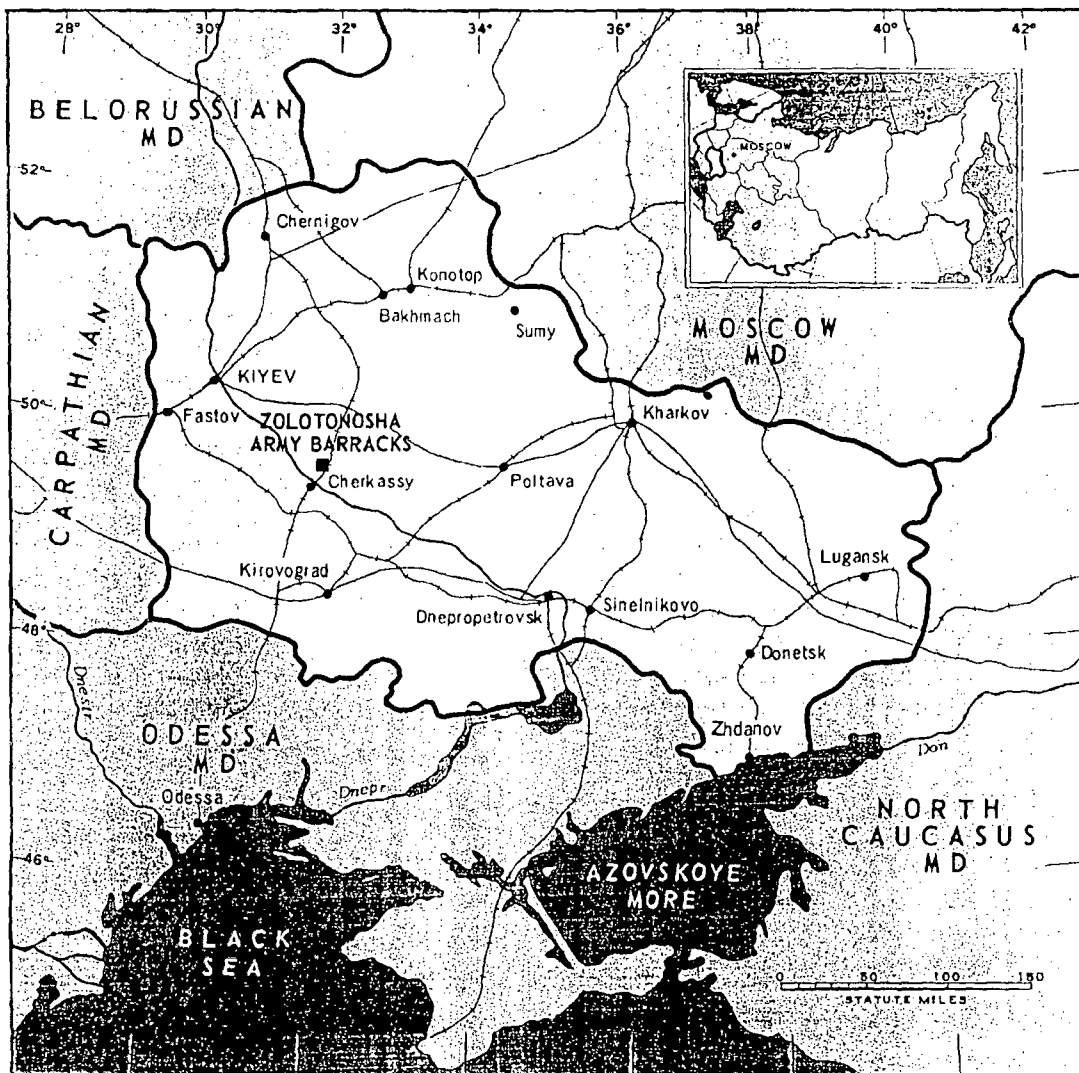 28° 30° 32° 34° 36° 38° 40° 42°
BELORUSSIAN
MD
MOSCOW
52°
Chernigov
Konotop
Bakhmach
Sumy
MOSCOW
MD
CARPATHIAN
MD
KIYEV
50°
Fastov
ZOLOTONOSHA
ARMY BARRACKS
Kharkov
Cherkassy
Poltava
Lugansk
Kirovograd
Dnepropetrovsk
Sinelnikovo
48°
Donetsk
Dnestr
Zhdanov
ODESSA
MD
Don
Dnepr
Odessa
NORTH
CAUCASUS
MD
46°
AZOVSKOYE
MORE
BLACK
SEA
0 50 100 150
STATUTE MILES